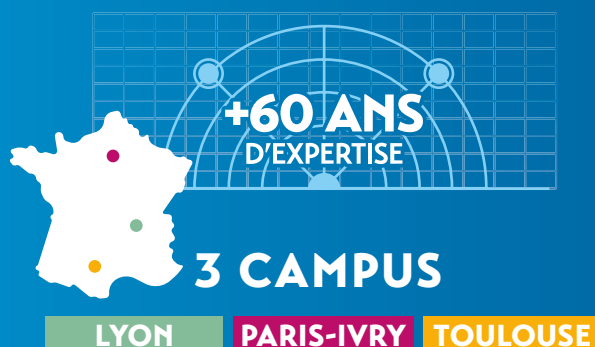 +60 ANS
D'EXPERTISE
3 CAMPUS
LYON
PARIS-IVRY
TOULOUSE